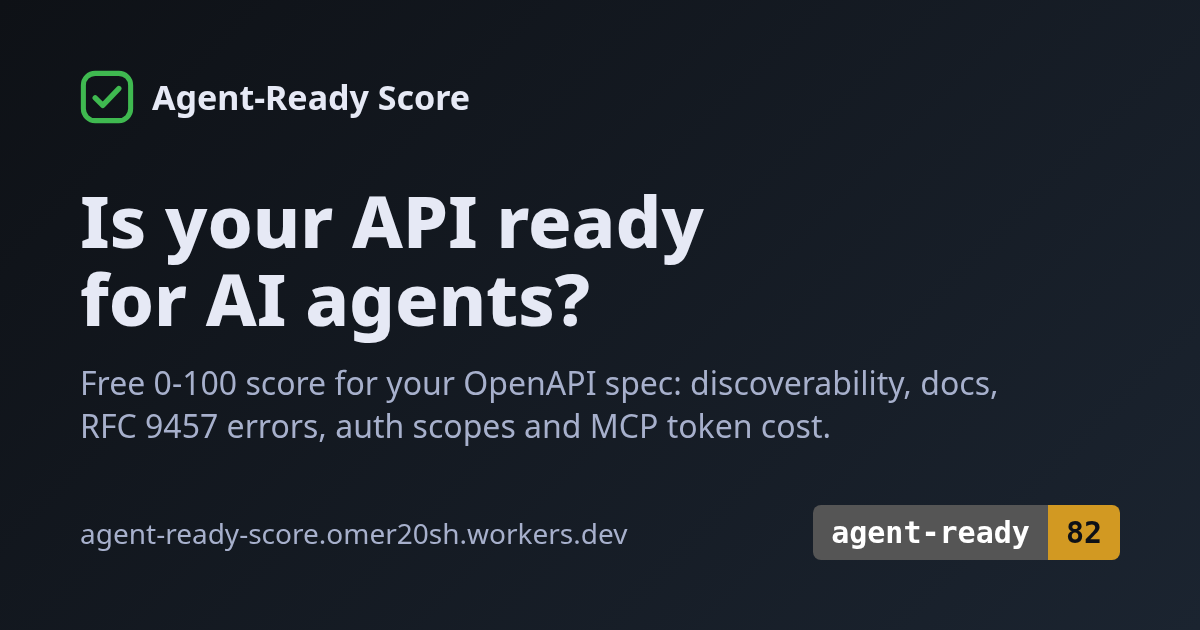 Agent-Ready Score
Is your API ready
for AI agents?
Free 0-100 score for your OpenAPI spec: discoverability, docs,
RFC 9457 errors, auth scopes and MCP token cost.
agent-ready-score.omer20sh.workers.dev
agent-ready 82